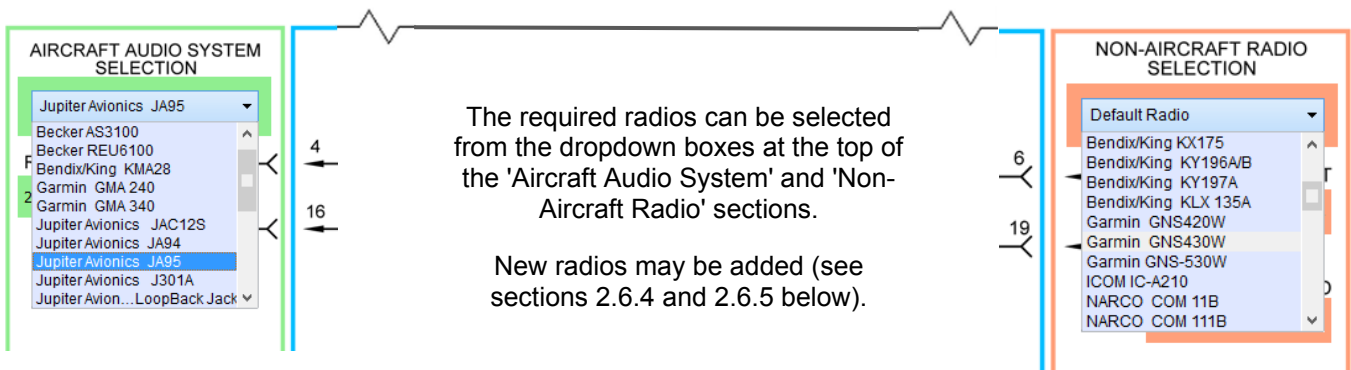 AIRCRAFT AUDIO SYSTEM
SELECTION
Jupiter Avionics JA95
Becker AS3100
Becker REU6100
Bendix/King KMA28
Garmin GMA 240
Garmin GMA 340
Jupiter Avionics JAC12S
Jupiter Avionics JA94
Jupiter Avionics JA95
Jupiter Avionics J301A
Jupiter Avion...LoopBack Jack
2
4
16
The required radios can be selected
from the dropdown boxes at the top of
the 'Aircraft Audio System' and 'Non-
Aircraft Radio' sections.
New radios may be added (see
sections 2.6.4 and 2.6.5 below).
6
19
NON-AIRCRAFT RADIO
SELECTION
Default Radio
Bendix/King KX175
Bendix/King KY196A/B
Bendix/King KY197A
Bendix/King KLX 135A
Garmin GNS420W
Garmin GNS430W
Garmin GNS-530W
ICOM IC-A210
NARCO COM 11B
NARCO COM 111B